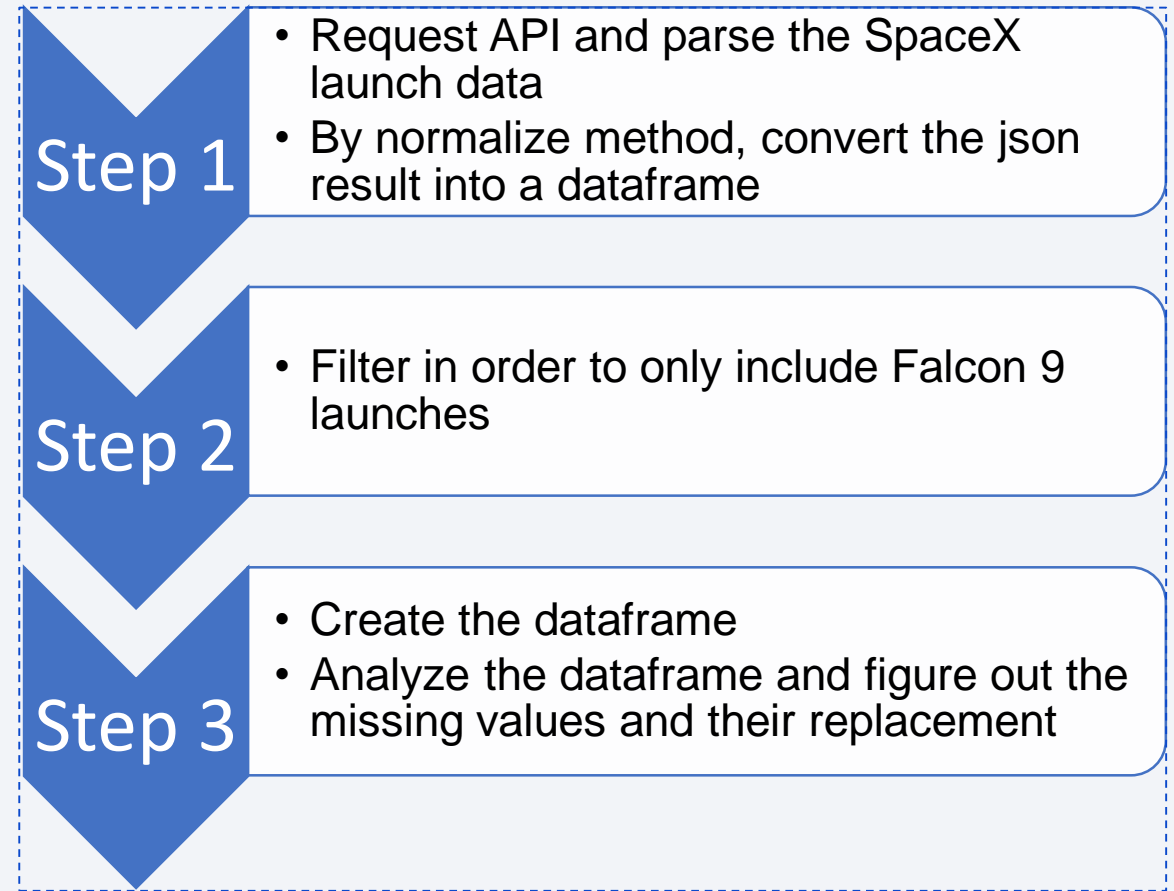 Step 1
• Request API and parse the SpaceX
launch data
• By normalize method, convert the json
result into a dataframe
Step 2
• Filter in order to only include Falcon 9
launches
Step 3
• Create the dataframe
• Analyze the dataframe and figure out the
missing values and their replacement